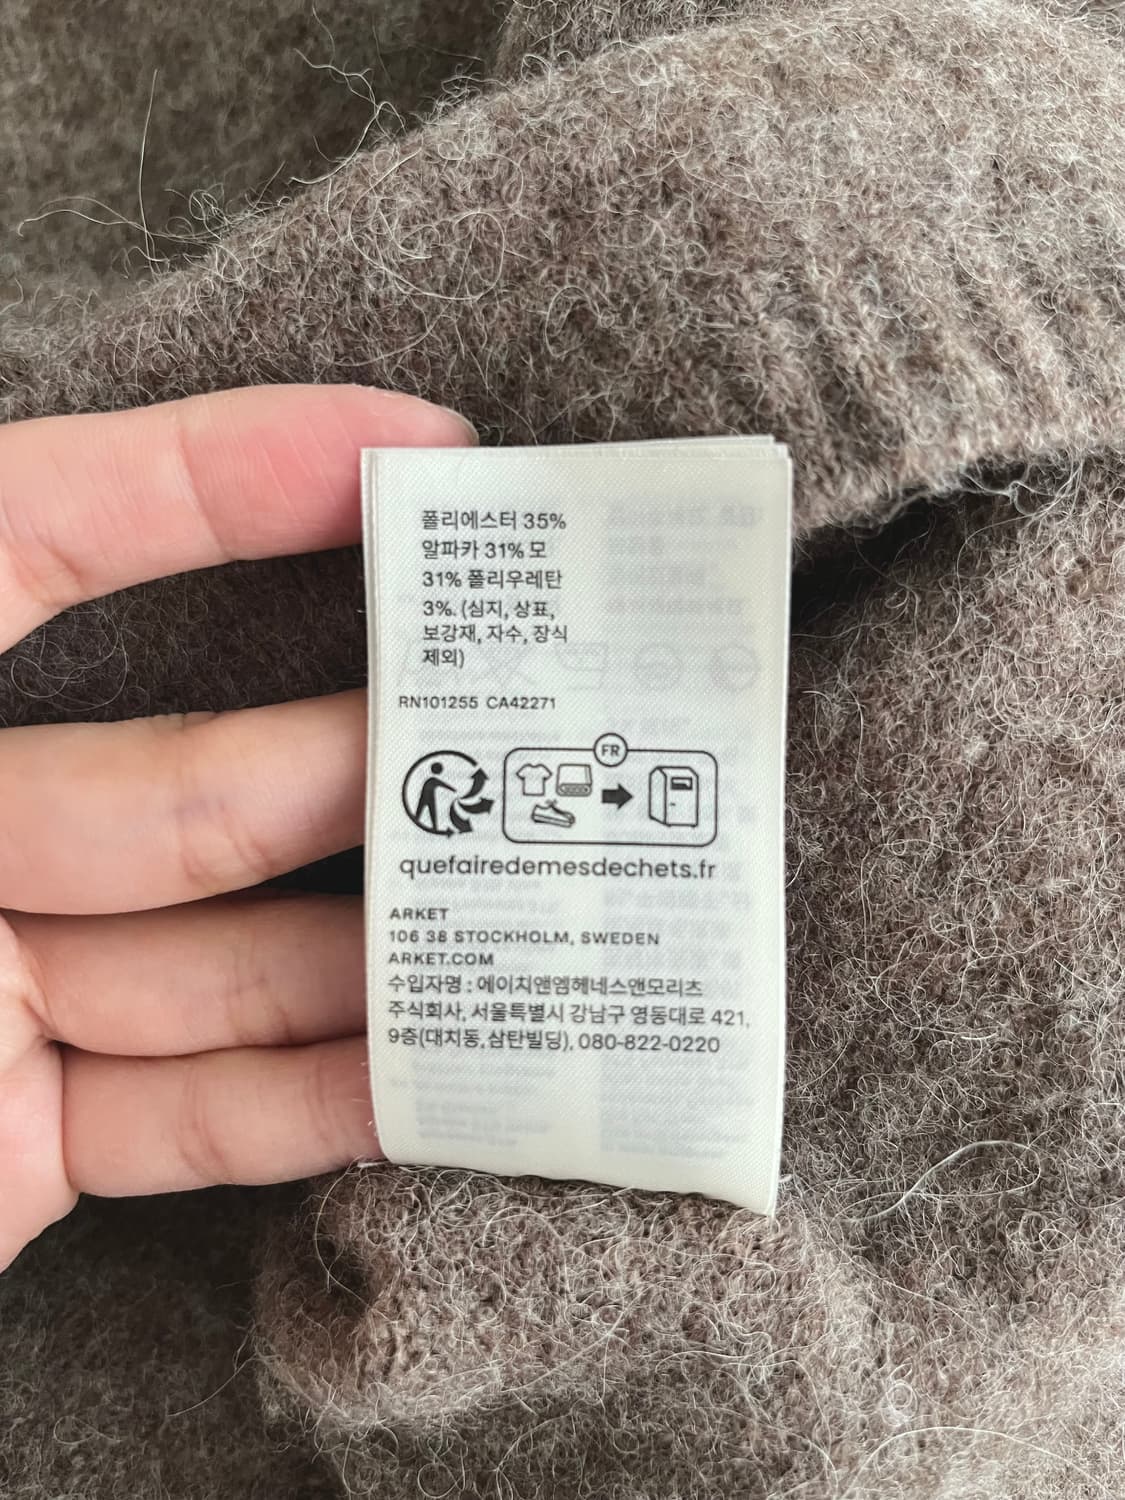 폴리에스터 35%
알파카 31% 모
31% 폴리우레탄
3%. (심지, 상표,
보강재, 자수, 장식
제외)
RN101255 CA42271
FR
quefairedemesdechets.fr
ARKET
106 38 STOCKHOLM, SWEDEN
ARKET.COM
수입자명 : 에이치앤엠헤네스앤모리츠
주식회사, 서울특별시 강남구 영동대로 421,
9층(대치동, 삼탄빌딩), 080-822-0220